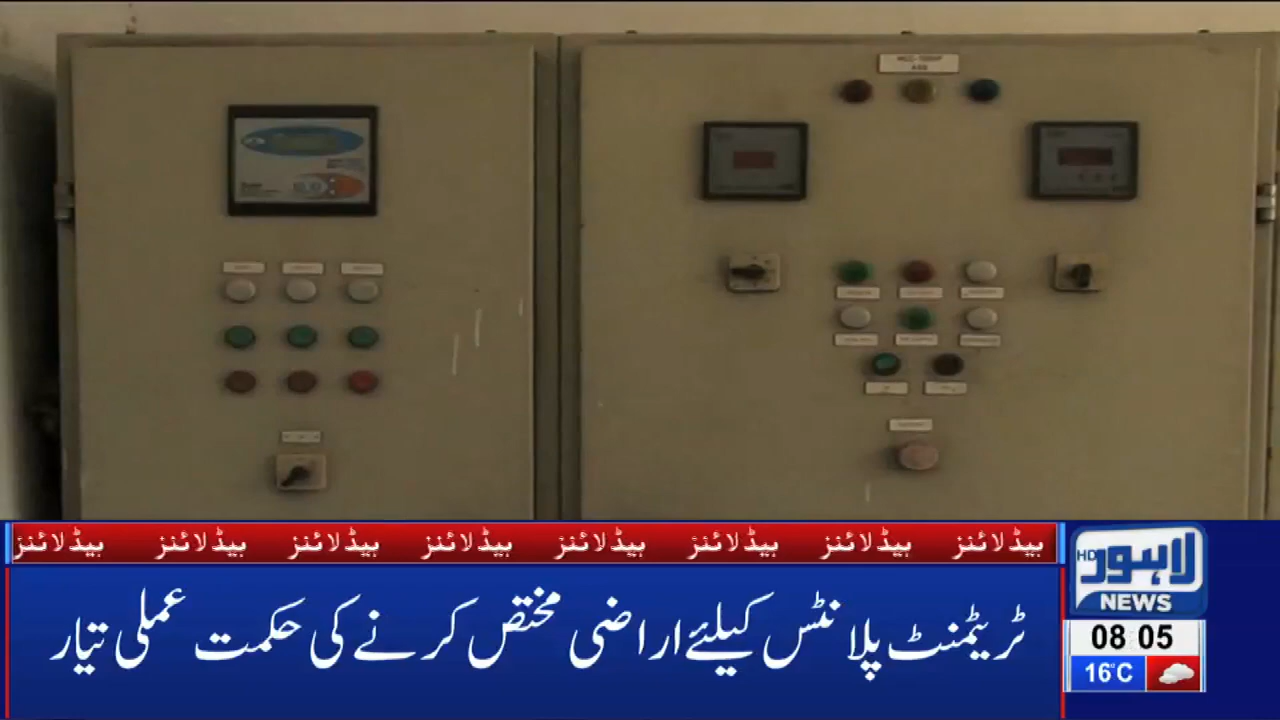 ہیڈلائنز ہیڈلائنز ہیڈلائنز ہیڈلائنز ہیڈلائنز ہیڈلائنز ہیڈلائنز ہیڈلائنز
ٹریٹمنٹ پلانٹس کیلئے اراضی مختص کرنے کی حکمت عملی تیار
HD
لاہور
NEWS
08:05
16°C